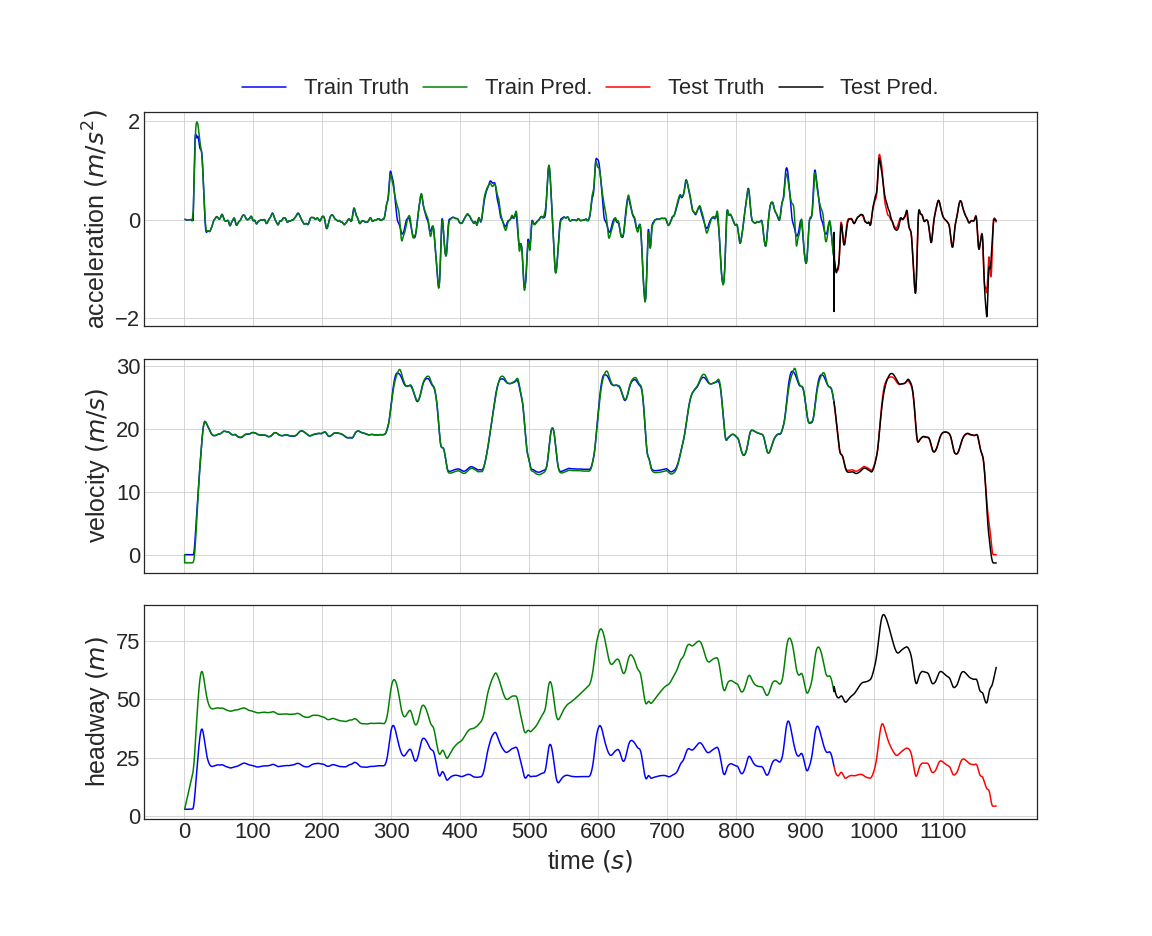 Train Truth Train Pred. Test Truth Test Pred.
acceleration (m/s²)
2
0
−2
velocity (m/s)
30
20
10
0
headway (m)
75
50
25
0
0 100 200 300 400 500 600 700 800 900 1000 1100
time (s)